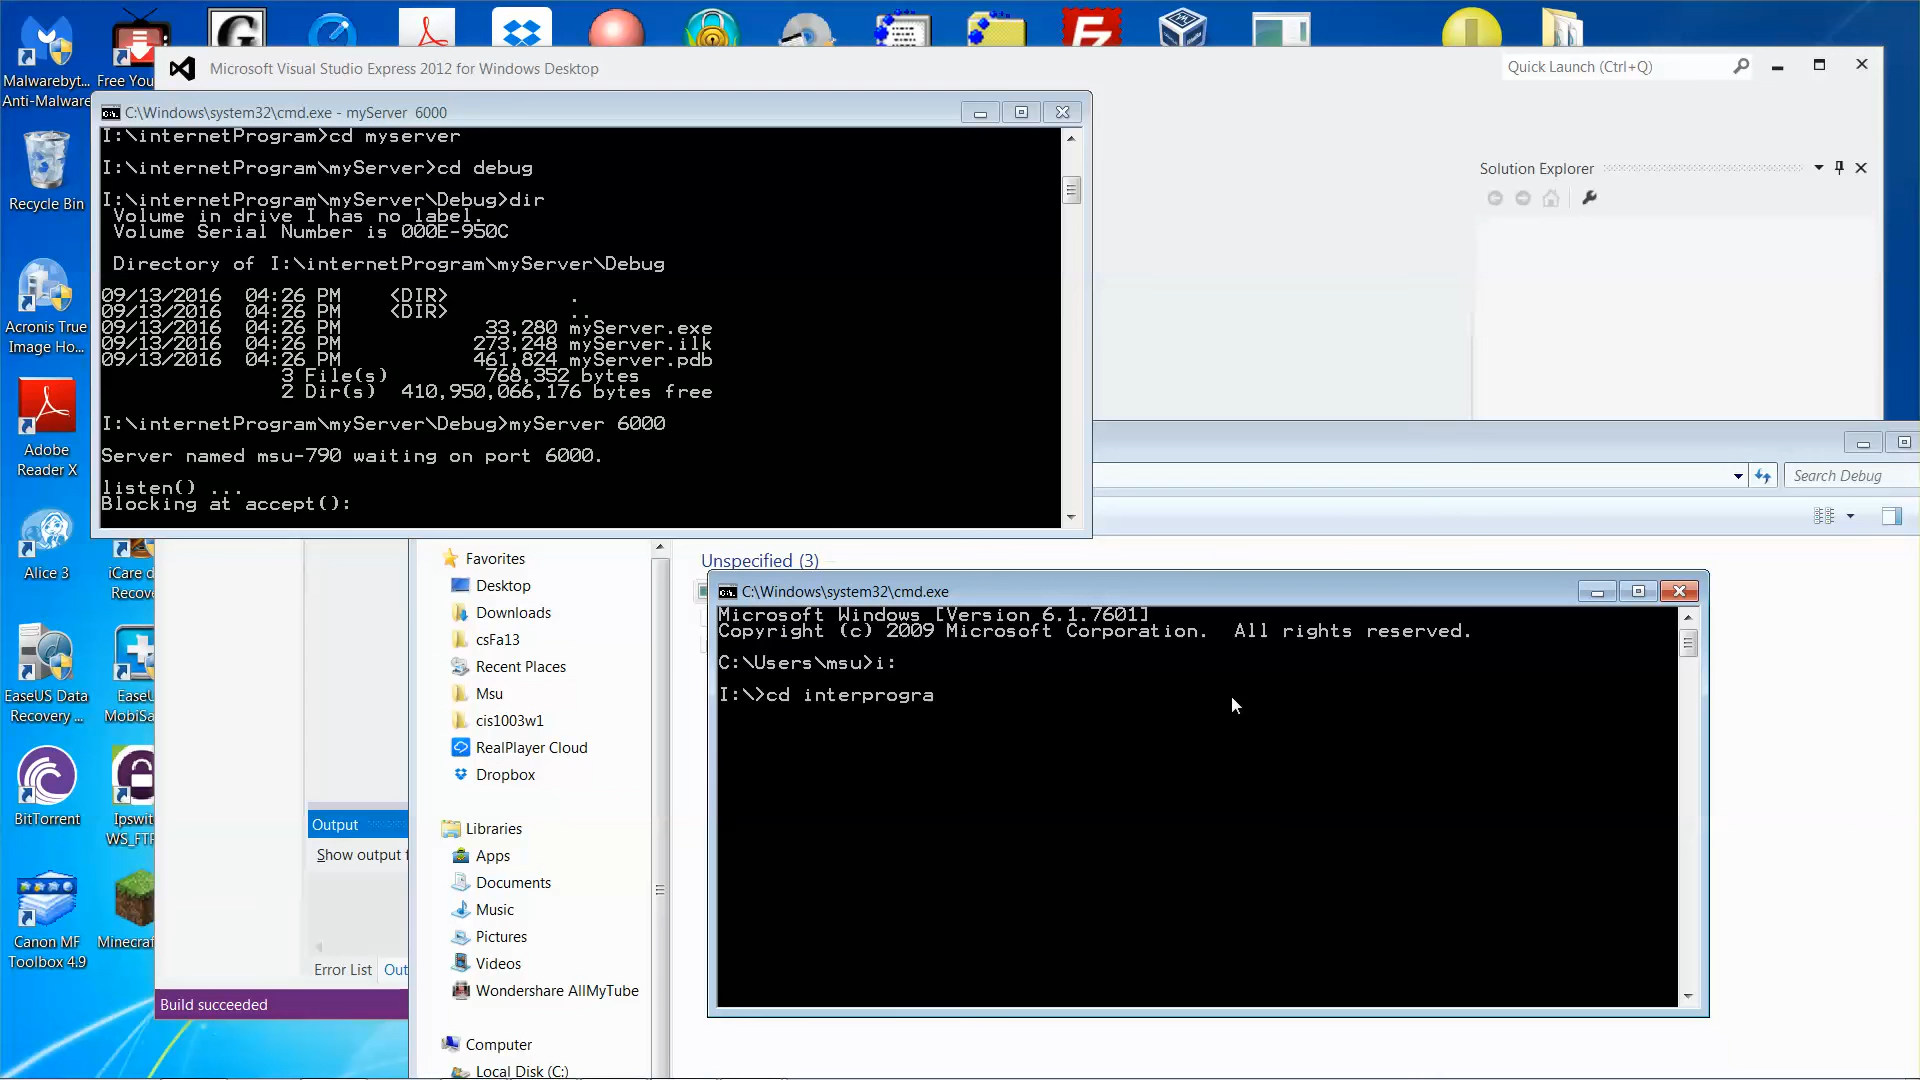 Malwareby...
Anti-Malware
Free You
Microsoft Visual Studio Express 2012 for Windows Desktop
Quick Launch (Ctrl+Q)
C:\Windows\system32\cmd.exe - myServer  6000
I:\internetProgram>cd myserver
I:\internetProgram\myServer>cd debug
I:\internetProgram\myServer\Debug>dir
Volume in drive I has no label.
Volume Serial Number is 000E-950C
Directory of I:\internetProgram\myServer\Debug
09/13/2016  04:26 PM    <DIR>          .
09/13/2016  04:26 PM    <DIR>          ..
09/13/2016  04:26 PM            33,280 myServer.exe
09/13/2016  04:26 PM           273,248 myServer.ilk
09/13/2016  04:26 PM           461,824 myServer.pdb
3 File(s)        768,352 bytes
2 Dir(s)  410,950,066,176 bytes free
I:\internetProgram\myServer\Debug>myServer 6000
Server named msu-790 waiting on port 6000.
listen() ...
Blocking at accept():
Solution Explorer
Search Debug
Recycle Bin
Acronis True
Image Ho...
Adobe
Reader X
Alice 3
iCare d
Recove
EaseUS Data
Recovery ...
EaseU
MobiSa
BitTorrent
Ipswit
WS_FTP
Canon MF
Toolbox 4.9
Minecraf
Output
Show output f
Error List
Out
Build succeeded
Favorites
Desktop
Downloads
csFa13
Recent Places
Msu
cis1003w1
RealPlayer Cloud
Dropbox
Libraries
Apps
Documents
Music
Pictures
Videos
Wondershare AllMyTube
Computer
Local Disk (C:)
Unspecified (3)
C:\Windows\system32\cmd.exe
Microsoft Windows [Version 6.1.7601]
Copyright (c) 2009 Microsoft Corporation.  All rights reserved.
C:\Users\msu>i:
I:\>cd interprogra